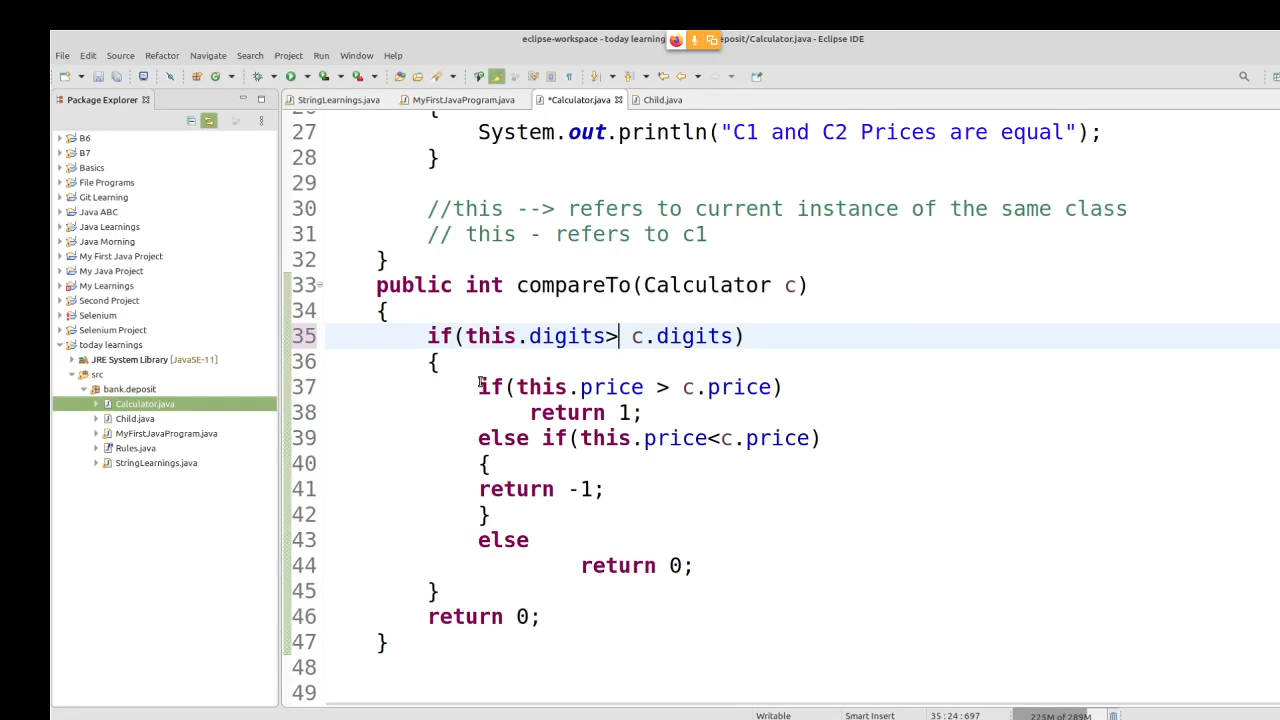 eclipse-workspace - today learning eposit/Calculator.java - Eclipse IDE
File Edit Source Refactor Navigate Search Project Run Window Help
Package Explorer
StringLearnings.java MyFirstJavaProgram.java *Calculator.java Child.java
B6
B7
Basics
File Programs
Git Learning
Java ABC
Java Learnings
Java Morning
My First Java Project
My Java Project
My Learnings
Second Project
Selenium
Selenium Project
today learnings
JRE System Library [JavaSE-11]
src
bank.deposit
Calculator.java
Child.java
MyFirstJavaProgram.java
Rules.java
StringLearnings.java
26 {
27 System.out.println("C1 and C2 Prices are equal");
28 }
29
30 //this --> refers to current instance of the same class
31 // this - refers to c1
32 }
33 public int compareTo(Calculator c)
34 {
35 if(this.digits> c.digits)
36 {
37 if(this.price > c.price)
38 return 1;
39 else if(this.price<c.price)
40 {
41 return -1;
42 }
43 else
44 return 0;
45 }
46 return 0;
47 }
48
49
Writable Smart Insert 35:24:697 225M of 289M